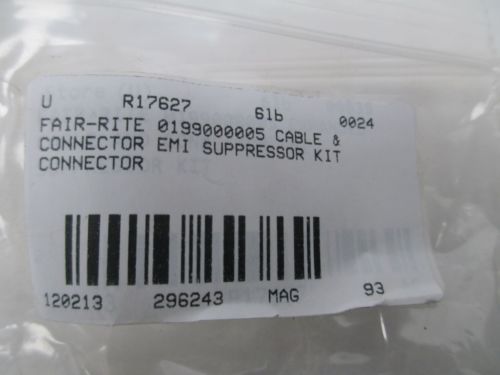 U R17627 61b 0024
FAIR-RITE 0199000005 CABLE &
CONNECTOR EMI SUPPRESSOR KIT
CONNECTOR
120213 296243 MAG 93